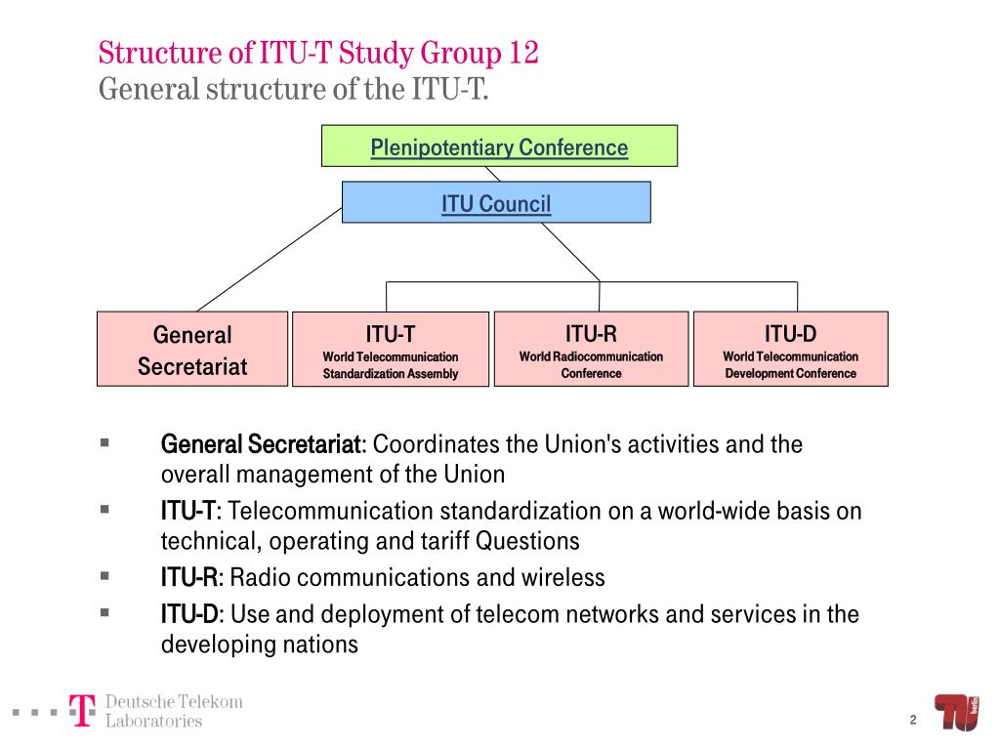 Structure of ITU-T Study Group 12
General structure of the ITU-T.
Plenipotentiary Conference
ITU Council
General
Secretariat
ITU-T
World Telecommunication
Standardization Assembly
ITU-R
World Radiocommunication
Conference
ITU-D
World Telecommunication
Development Conference
General Secretariat: Coordinates the Union's activities and the
overall management of the Union
ITU-T: Telecommunication standardization on a world-wide basis on
technical, operating and tariff Questions
ITU-R: Radio communications and wireless
ITU-D: Use and deployment of telecom networks and services in the
developing nations
T
Deutsche Telekom
Laboratories
2
TU
berlin